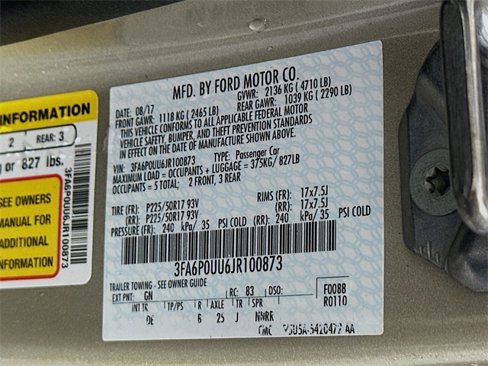 INFORMATION
2 REAR: 3
or 827 lbs.
SEE OWNERS
MANUAL FOR
ADDITIONAL
INFORMATION
3FA6P0UU6JR100873
MFD. BY FORD MOTOR CO.
DATE: 08/17 GVWR: 2136 KG ( 4710 LB)
FRONT GAWR: 1118 KG ( 2465 LB) REAR GAWR: 1039 KG ( 2290 LB)
THIS VEHICLE CONFORMS TO ALL APPLICABLE FEDERAL MOTOR
VEHICLE SAFETY, BUMPER, AND THEFT PREVENTION STANDARDS
IN EFFECT ON THE DATE OF MANUFACTURE SHOWN ABOVE.
VIN: 3FA6P0UU6JR100873 TYPE: Passenger Car
MAXIMUM LOAD = OCCUPANTS + LUGGAGE = 375KG/ 827LB
OCCUPANTS = 5 TOTAL: 2 FRONT, 3 REAR
TIRE (FR): P225/50R17 93V RIMS (FR): 17x7.5J
TIRE (RR): P225/50R17 93V RIMS (RR): 17x7.5J
PRESSURE (FR): 240 kPa/ 35 PSI COLD (RR): 240 kPa/ 35 PSI COLD
3FA6P0UU6JR100873
TRAILER TOWING - SEE OWNER GUIDE
EXT PNT: GN RC: 83 DSO: F0088
INT TR TP/PS R AXLE TR SPR R0110
6 25 J